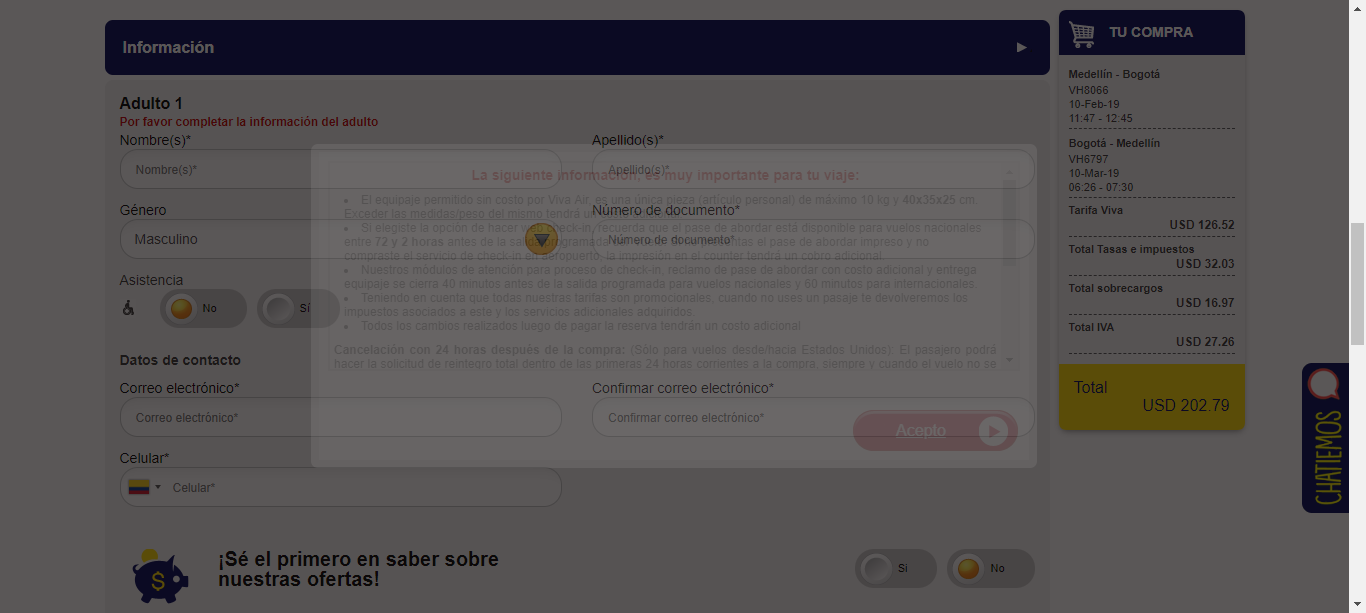 Información
TU COMPRA
Medellín - Bogotá
VH8066
10-Feb-19
11:47 - 12:45
Bogotá - Medellín
VH6797
10-Mar-19
06:26 - 07:30
Tarifa Viva
USD 126.52
Total Tasas e impuestos
USD 32.03
Total sobrecargos
USD 16.97
Total IVA
USD 27.26
Total
USD 202.79
Adulto 1
Por favor completar la información del adulto
Nombre(s)*
Apellido(s)*
Nombre(s)*
Apellido(s)*
Género
Número de documento*
Masculino
Número de documento*
Asistencia
No
Sí
Datos de contacto
Correo electrónico*
Confirmar correo electrónico*
Correo electrónico*
Confirmar correo electrónico*
Celular*
Celular*
¡Sé el primero en saber sobre
nuestras ofertas!
Si
No
La siguiente información, es muy importante para tu viaje:
El equipaje permitido sin costo por Viva Air, es una única pieza (artículo personal) de máximo 10 kg y 40x35x25 cm.
Exceder las medidas/peso del mismo tendrá un
Si elegiste la opción de hacer web check-in, recuerda que el pase de abordar está disponible para vuelos nacionales
entre 72 y 2 horas antes de la salida programada el pase de abordar impreso y no
compraste el servicio de check-in en aeropuerto, la impresión en el counter tendrá un cobro adicional.
Nuestros módulos de atención para proceso de check-in, reclamo de pase de abordar con costo adicional y entrega
equipaje se cierra 40 minutos antes de la salida programada para vuelos nacionales y 60 minutos para internacionales.
Teniendo en cuenta que todas nuestras tarifas son promocionales, cuando no uses un pasaje te devolveremos los
impuestos asociados a este y los servicios adicionales adquiridos.
Todos los cambios realizados luego de pagar la reserva tendrán un costo adicional.
Cancelación con 24 horas después de la compra: (Sólo para vuelos desde/hacia Estados Unidos): El pasajero podrá
hacer la solicitud de reintegro total dentro de las primeras 24 horas corrientes a la compra, siempre y cuando el vuelo no se
Acepto
CHATIEMOS